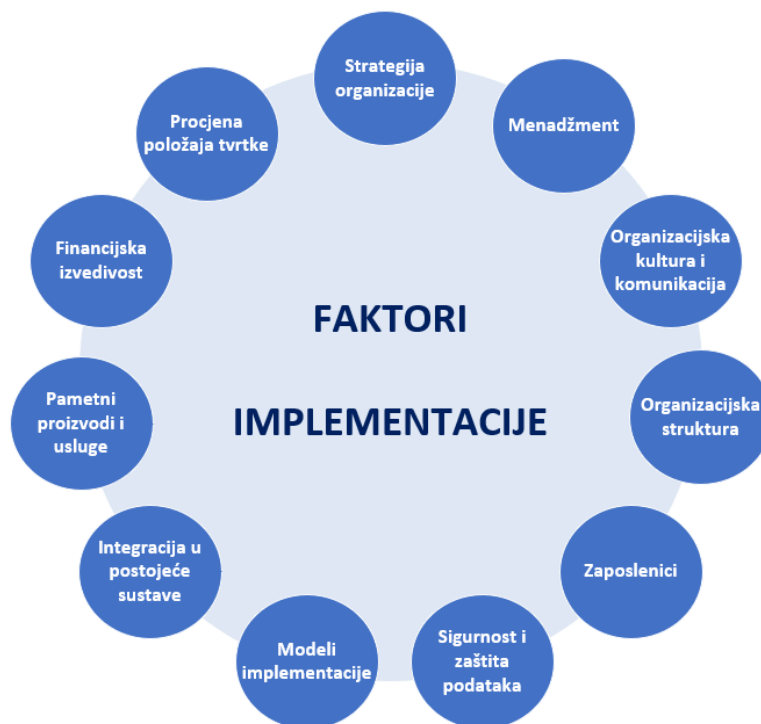 Strategija
organizacije
Menadžment
Organizacijska
kultura i
komunikacija
Organizacijska
struktura
Zaposlenici
Sigurnost i
zaštita
podataka
Modeli
implementacije
Integracija u
postojeće
sustave
Pametni
proizvodi i
usluge
Financijska
izvedivost
Procjena
položaja tvrtke
FAKTORI
IMPLEMENTACIJE